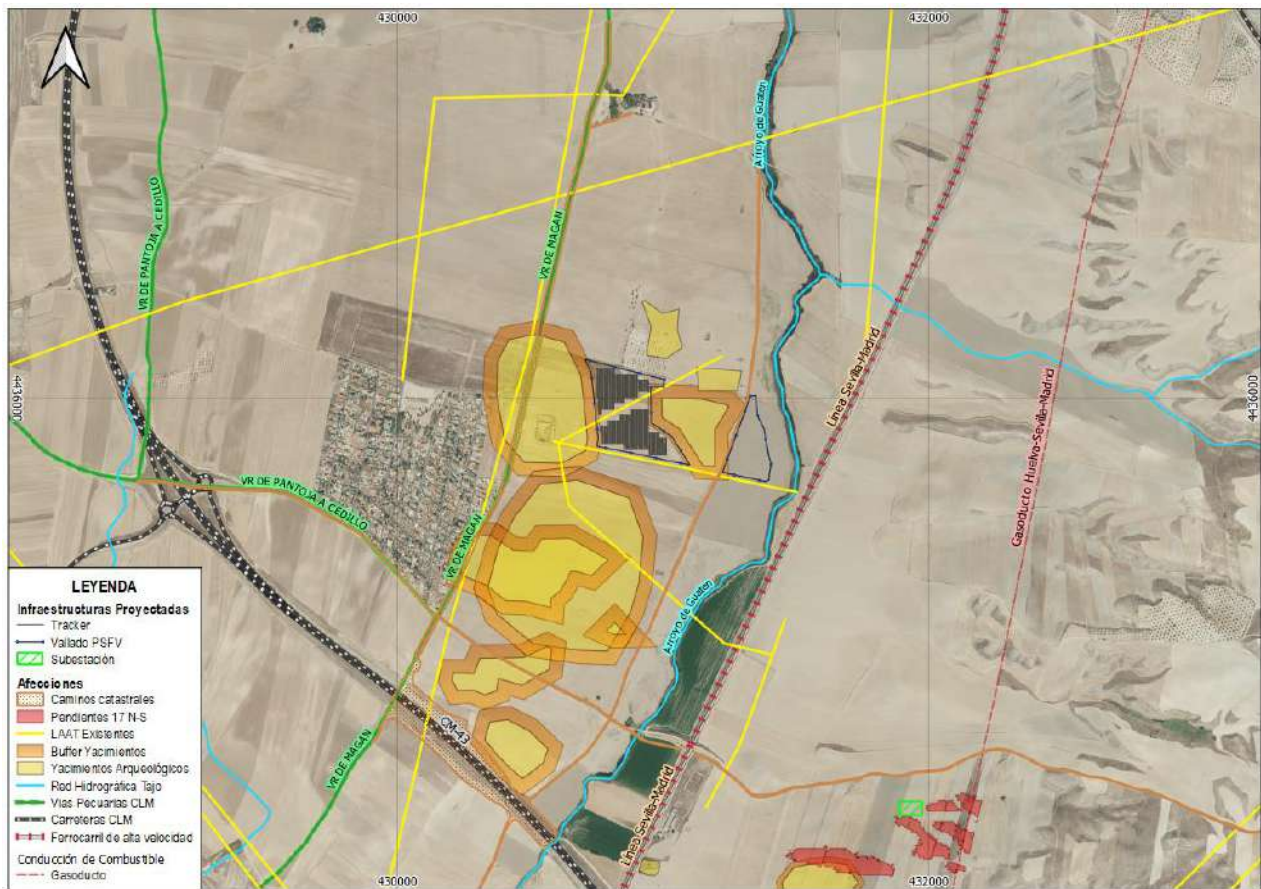 430000
432000
Arroyo de Guaten
VR DE PANTOJA A CEDILLO
VR DE MAGAN
Línea Sevilla-Madrid
4436000
4436000
Gasoducto Huelva-Sevilla-Madrid
VR DE PANTOJA A CEDILLO
VR DE MAGAN
Arroyo de Guaten
CM-43
VR DE MAGAN
Línea Sevilla-Madrid
430000
432000
LEYENDA
Infraestructuras Proyectadas
Tracker
Vallado PSFV
Subestación
Afecciones
Caminos catastrales
Pendientes 17 N-S
LAAT Existentes
Buffer Yacimientos
Yacimientos Arqueológicos
Red Hidrográfica Tajo
Vías Pecuarias CLM
Carreteras CLM
Ferrocarril de alta velocidad
Conducción de Combustible
Gasoducto